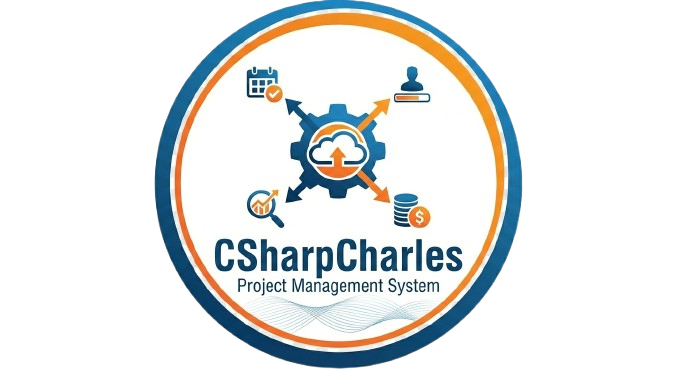 $
CSharpCharles
Project Management System